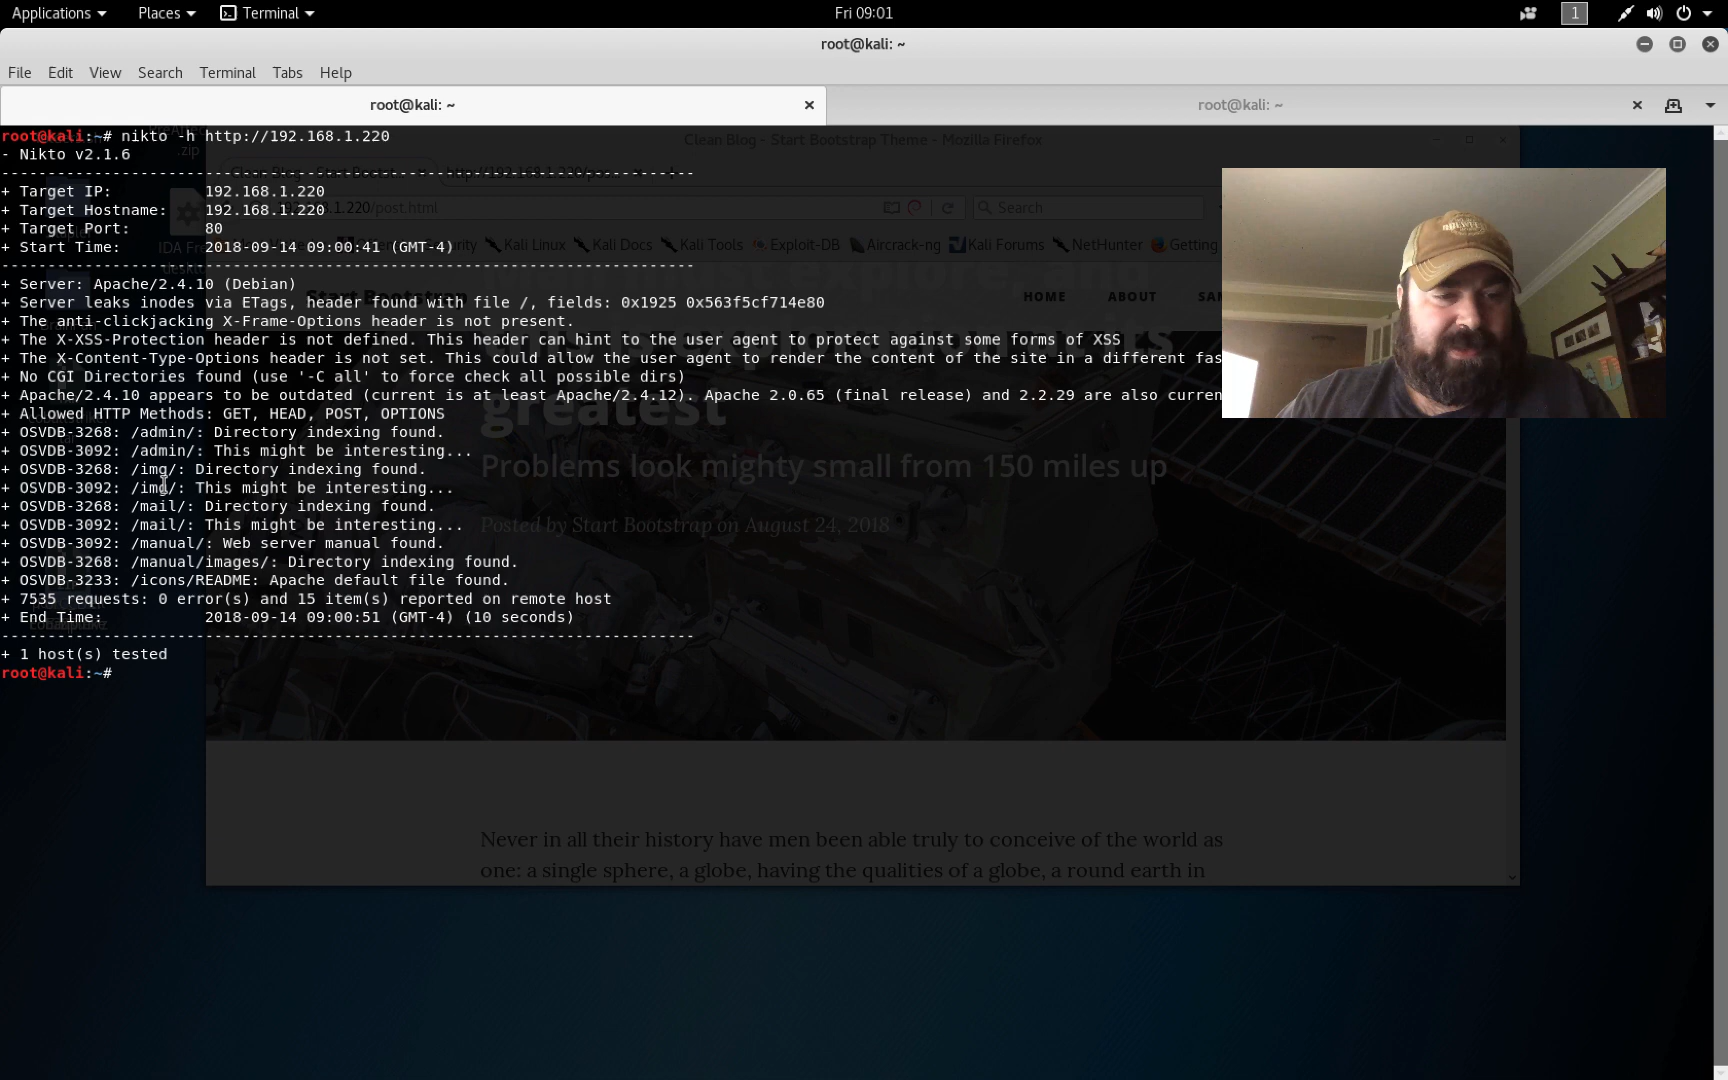 Applications Places Terminal Fri 09:01 1
root@kali: ~
File Edit View Search Terminal Tabs Help
root@kali: ~ root@kali: ~
root@kali:~# nikto -h http://192.168.1.220
- Nikto v2.1.6
---------------------------------------------------------------------------
+ Target IP: 192.168.1.220
+ Target Hostname: 192.168.1.220
+ Target Port: 80
+ Start Time: 2018-09-14 09:00:41 (GMT-4)
---------------------------------------------------------------------------
+ Server: Apache/2.4.10 (Debian)
+ Server leaks inodes via ETags, header found with file /, fields: 0x1925 0x563f5cf714e80
+ The anti-clickjacking X-Frame-Options header is not present.
+ The X-XSS-Protection header is not defined. This header can hint to the user agent to protect against some forms of XSS
+ The X-Content-Type-Options header is not set. This could allow the user agent to render the content of the site in a different fas
+ No CGI Directories found (use '-C all' to force check all possible dirs)
+ Apache/2.4.10 appears to be outdated (current is at least Apache/2.4.12). Apache 2.0.65 (final release) and 2.2.29 are also curren
+ Allowed HTTP Methods: GET, HEAD, POST, OPTIONS
+ OSVDB-3268: /admin/: Directory indexing found.
+ OSVDB-3092: /admin/: This might be interesting...
+ OSVDB-3268: /img/: Directory indexing found.
+ OSVDB-3092: /img/: This might be interesting...
+ OSVDB-3268: /mail/: Directory indexing found.
+ OSVDB-3092: /mail/: This might be interesting...
+ OSVDB-3092: /manual/: Web server manual found.
+ OSVDB-3268: /manual/images/: Directory indexing found.
+ OSVDB-3233: /icons/README: Apache default file found.
+ 7535 requests: 0 error(s) and 15 item(s) reported on remote host
+ End Time: 2018-09-14 09:00:51 (GMT-4) (10 seconds)
---------------------------------------------------------------------------
+ 1 host(s) tested
root@kali:~#
.zip
Clean Blog - Start Bootstrap Theme - Mozilla Firefox
1.220/post.html Search
Kali Linux Kali Docs Kali Tools Exploit-DB Aircrack-ng Kali Forums NetHunter Getting
HOME ABOUT SAM
greatest
Problems look mighty small from 150 miles up
Posted by Start Bootstrap on August 24, 2018
Never in all their history have men been able truly to conceive of the world as
one: a single sphere, a globe, having the qualities of a globe, a round earth in